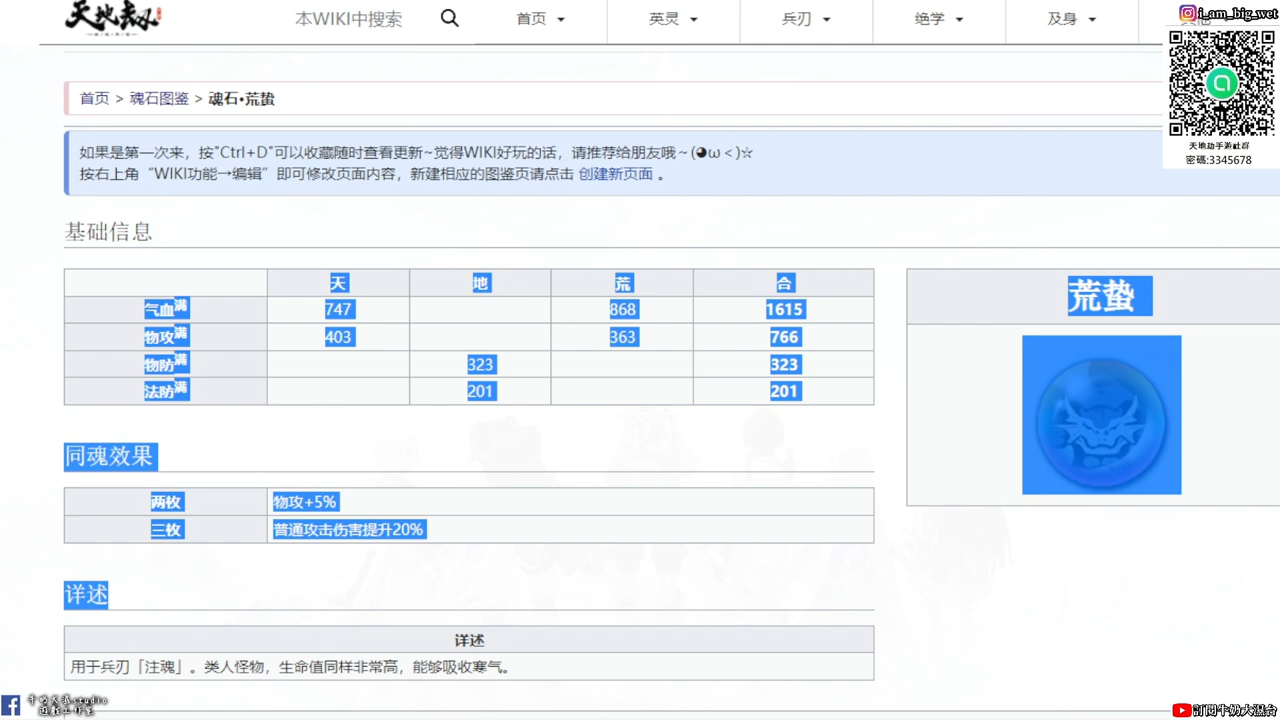 天地劫
本WIKI中搜索
首页
英灵
兵刃
绝学
及身
i_am_big_wet
首页 > 魂石图鉴 > 魂石•荒蛰
天地劫手游社群
密碼:3345678
如果是第一次来，按"Ctrl+D"可以收藏随时查看更新~觉得WIKI好玩的话，请推荐给朋友哦～(◕ω＜)☆
按右上角“WIKI功能→编辑”即可修改页面内容，新建相应的图鉴页请点击 创建新页面 。
基础信息
天 地 荒 合
气血满 747 868 1615
物攻满 403 363 766
物防满 323 323
法防满 201 201
荒蛰
同魂效果
两枚 物攻+5%
三枚 普通攻击伤害提升20%
详述
详述
用于兵刃「注魂」。类人怪物，生命值同样非常高，能够吸收寒气。
studio
遊戲工作室
訂閱牛奶大混台